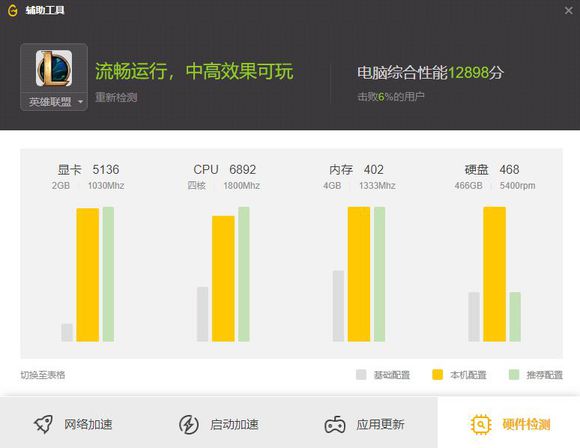 辅助工具
流畅运行，中高效果可玩
重新检测
英雄联盟
电脑综合性能12898分
击败6%的用户
显卡 5136
2GB 1030Mhz
CPU 6892
四核 1800Mhz
内存 402
4GB 1333Mhz
硬盘 468
466GB 5400rpm
切换至表格
基础配置
本机配置
推荐配置
网络加速
启动加速
应用更新
硬件检测